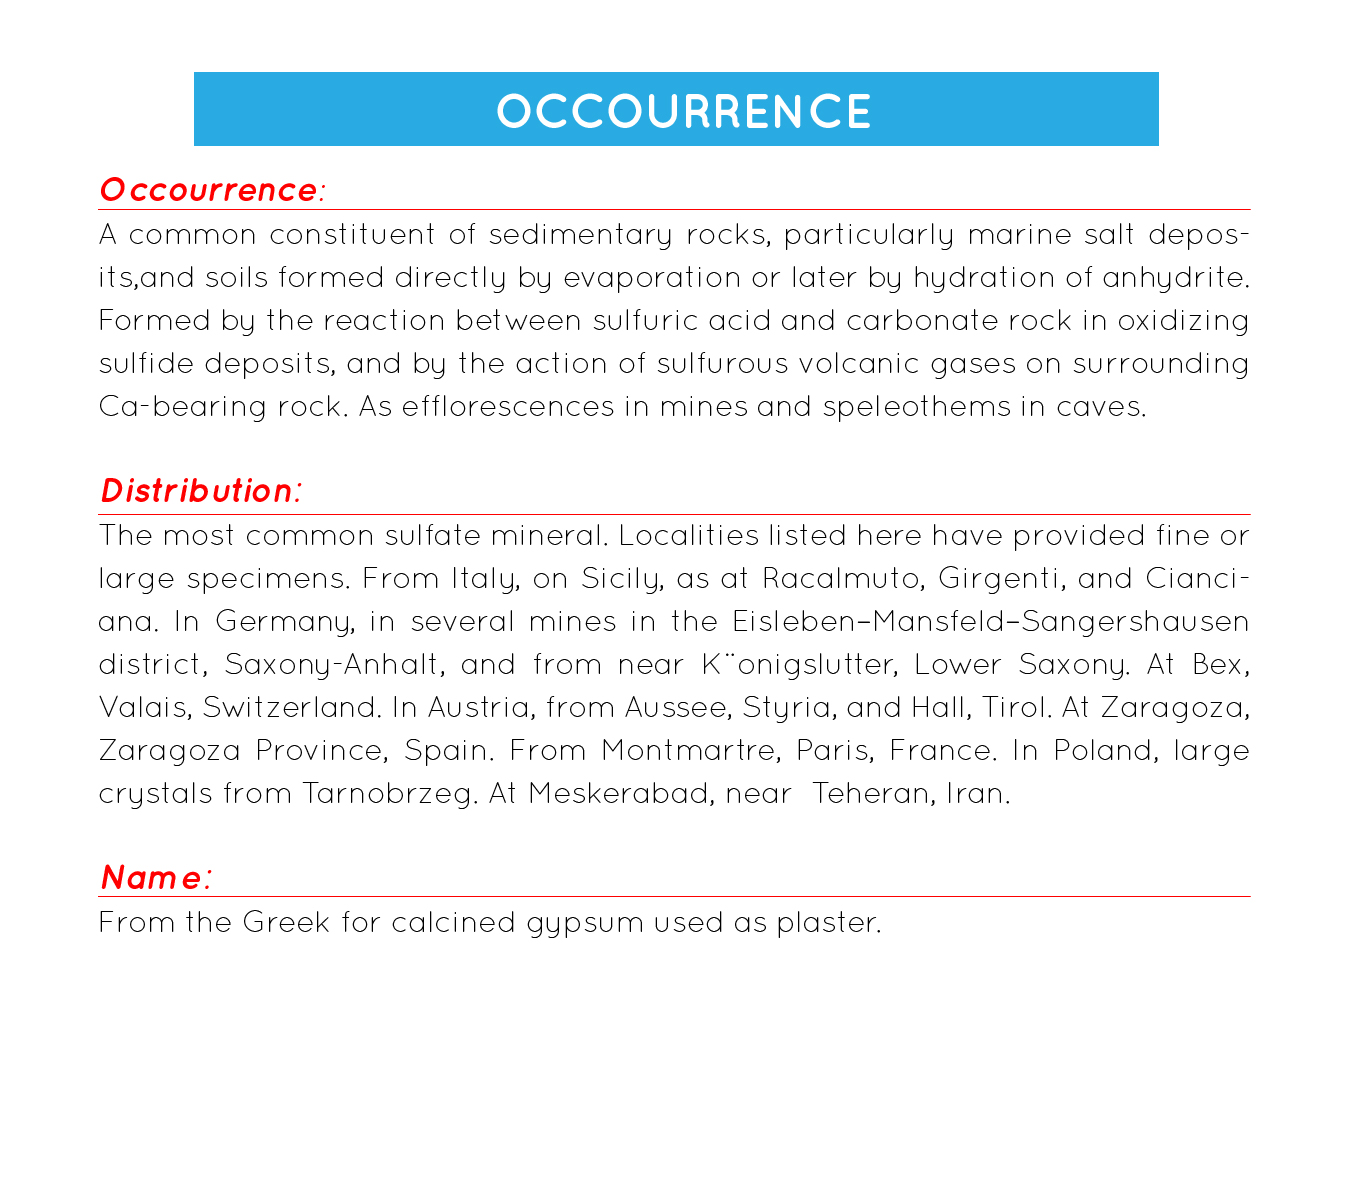 OCCOURRENCE
Occourrence:
A common constituent of sedimentary rocks, particularly marine salt depos-
its,and soils formed directly by evaporation or later by hydration of anhydrite.
Formed by the reaction between sulfuric acid and carbonate rock in oxidizing
sulfide deposits, and by the action of sulfurous volcanic gases on surrounding
Ca-bearing rock. As efflorescences in mines and speleothems in caves.
Distribution:
The most common sulfate mineral. Localities listed here have provided fine or
large specimens. From Italy, on Sicily, as at Racalmuto, Girgenti, and Cianci-
ana. In Germany, in several mines in the Eisleben–Mansfeld–Sangershausen
district, Saxony-Anhalt, and from near K¨onigslutter, Lower Saxony. At Bex,
Valais, Switzerland. In Austria, from Aussee, Styria, and Hall, Tirol. At Zaragoza,
Zaragoza Province, Spain. From Montmartre, Paris, France. In Poland, large
crystals from Tarnobrzeg. At Meskerabad, near  Teheran, Iran.
Name:
From the Greek for calcined gypsum used as plaster.